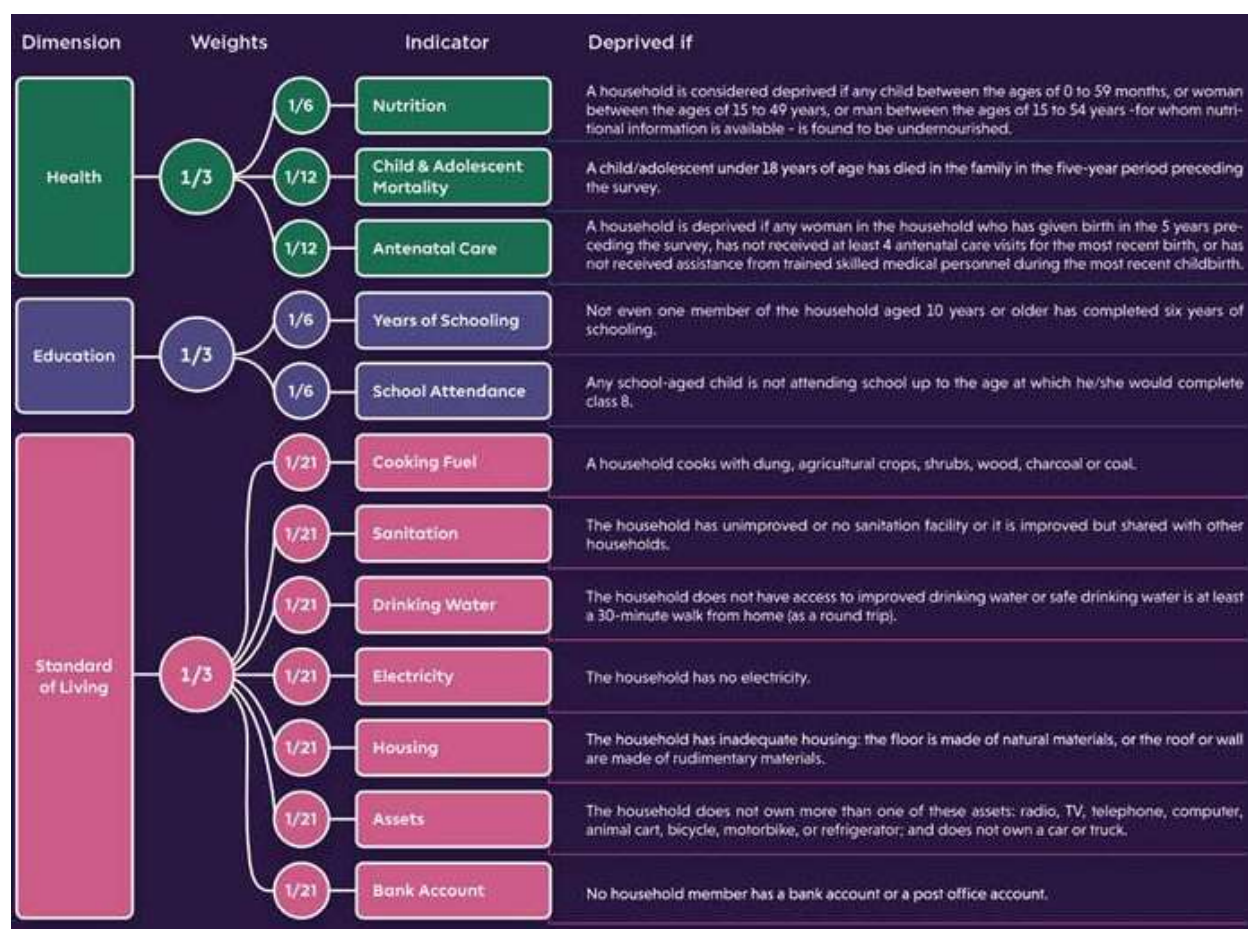 Dimension Weights Indicator Deprived if
Health
1/3
1/6
Nutrition
A household is considered deprived if any child between the ages of 0 to 59 months, or woman
between the ages of 15 to 49 years, or man between the ages of 15 to 54 years -for whom nutri-
tional information is available - is found to be undernourished.
1/12
Child & Adolescent
Mortality
A child/adolescent under 18 years of age has died in the family in the five-year period preceding
the survey.
1/12
Antenatal Care
A household is deprived if any woman in the household who has given birth in the 5 years pre-
ceding the survey, has not received at least 4 antenatal care visits for the most recent birth, or has
not received assistance from trained skilled medical personnel during the most recent childbirth.
Education
1/3
1/6
Years of Schooling
Not even one member of the household aged 10 years or older has completed six years of
schooling.
1/6
School Attendance
Any school-aged child is not attending school up to the age at which he/she would complete
class 8.
Standard
of Living
1/3
1/21
Cooking Fuel
A household cooks with dung, agricultural crops, shrubs, wood, charcoal or coal.
1/21
Sanitation
The household has unimproved or no sanitation facility or it is improved but shared with other
households.
1/21
Drinking Water
The household does not have access to improved drinking water or safe drinking water is at least
a 30-minute walk from home (as a round trip).
1/21
Electricity
The household has no electricity.
1/21
Housing
The household has inadequate housing: the floor is made of natural materials, or the roof or wall
are made of rudimentary materials.
1/21
Assets
The household does not own more than one of these assets: radio, TV, telephone, computer,
animal cart, bicycle, motorbike, or refrigerator; and does not own a car or truck.
1/21
Bank Account
No household member has a bank account or a post office account.